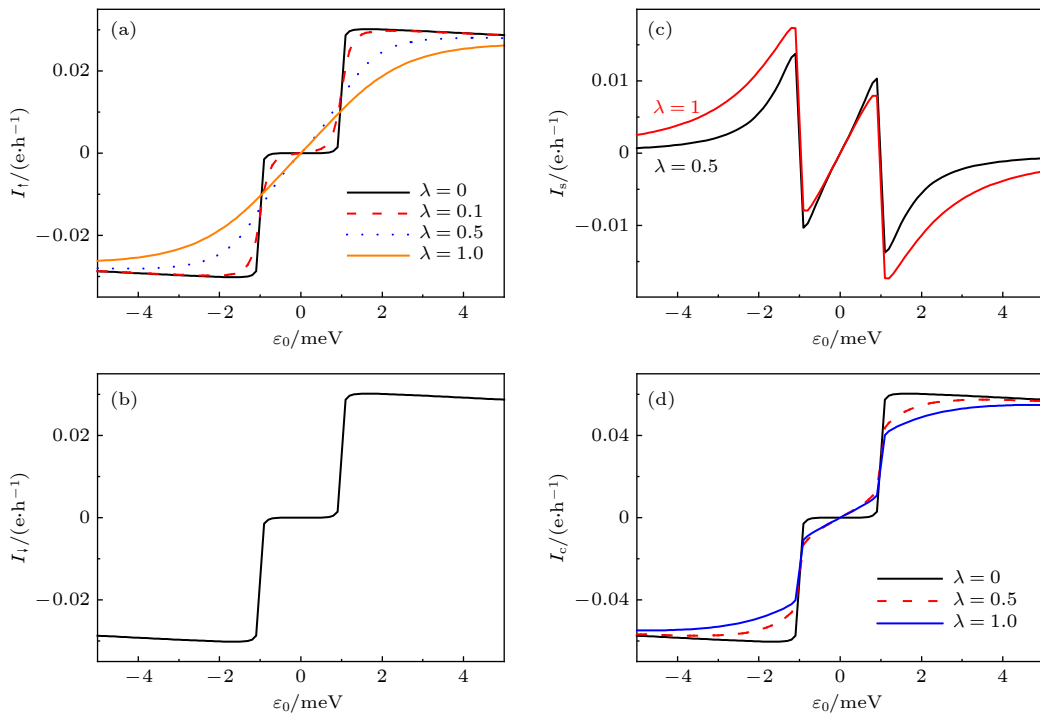 (a)
0.02
0
−0.02
I↑/(e·h⁻¹)
λ = 0
λ = 0.1
λ = 0.5
λ = 1.0
−4 −2 0 2 4
ε₀/meV
(c)
0.01
0
−0.01
Iₛ/(e·h⁻¹)
λ = 1
λ = 0.5
−4 −2 0 2 4
ε₀/meV
(b)
0.02
0
−0.02
I↓/(e·h⁻¹)
−4 −2 0 2 4
ε₀/meV
(d)
0.04
0
−0.04
I_c/(e·h⁻¹)
λ = 0
λ = 0.5
λ = 1.0
−4 −2 0 2 4
ε₀/meV